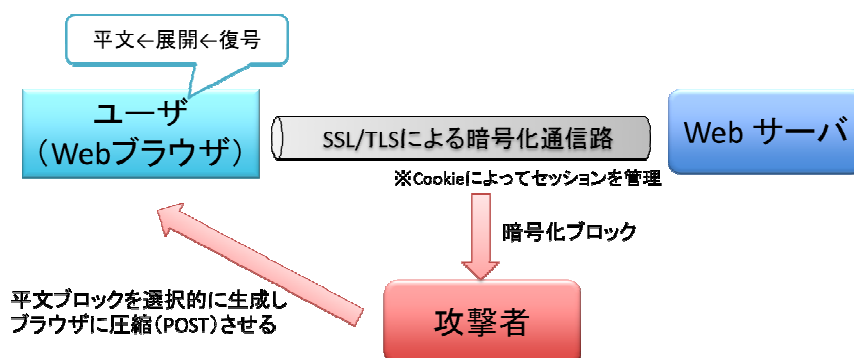 平文←展開←復号
ユーザ
(Webブラウザ)
SSL/TLSによる暗号化通信路
Web サーバ
※Cookieによってセッションを管理
暗号化ブロック
平文ブロックを選択的に生成し
ブラウザに圧縮(POST)させる
攻撃者